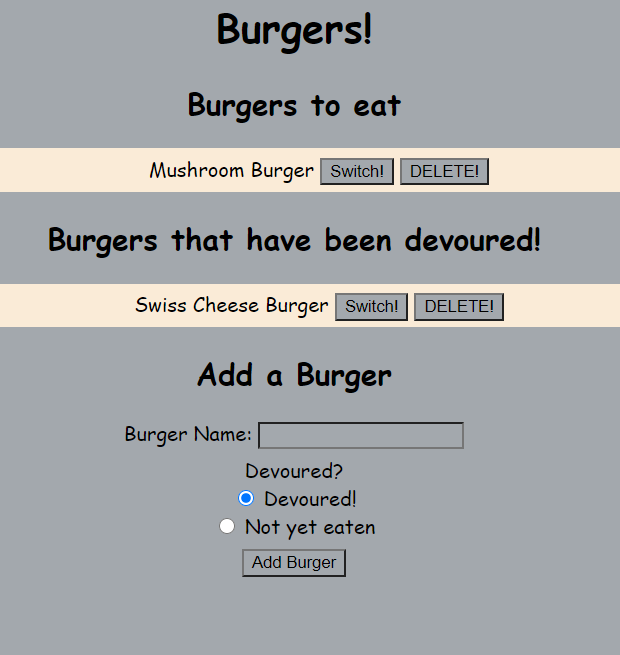 Burgers!
Burgers to eat
Mushroom Burger Switch! DELETE!
Burgers that have been devoured!
Swiss Cheese Burger Switch! DELETE!
Add a Burger
Burger Name:
Devoured?
Devoured!
Not yet eaten
Add Burger